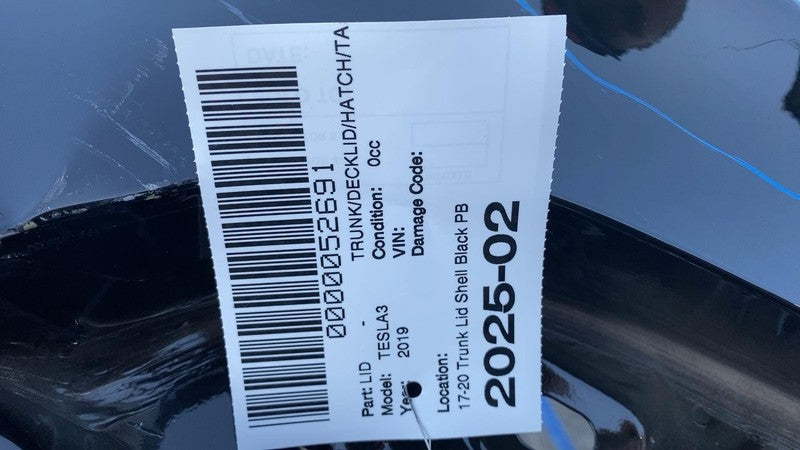 0000052691
Part: LID - TRUNK/DECKLID/HATCH/TA
Model: TESLA3 Condition: 0cc
Year: 2019 VIN:
Damage Code:
Location:
17-20 Trunk Lid Shell Black PB
2025-02